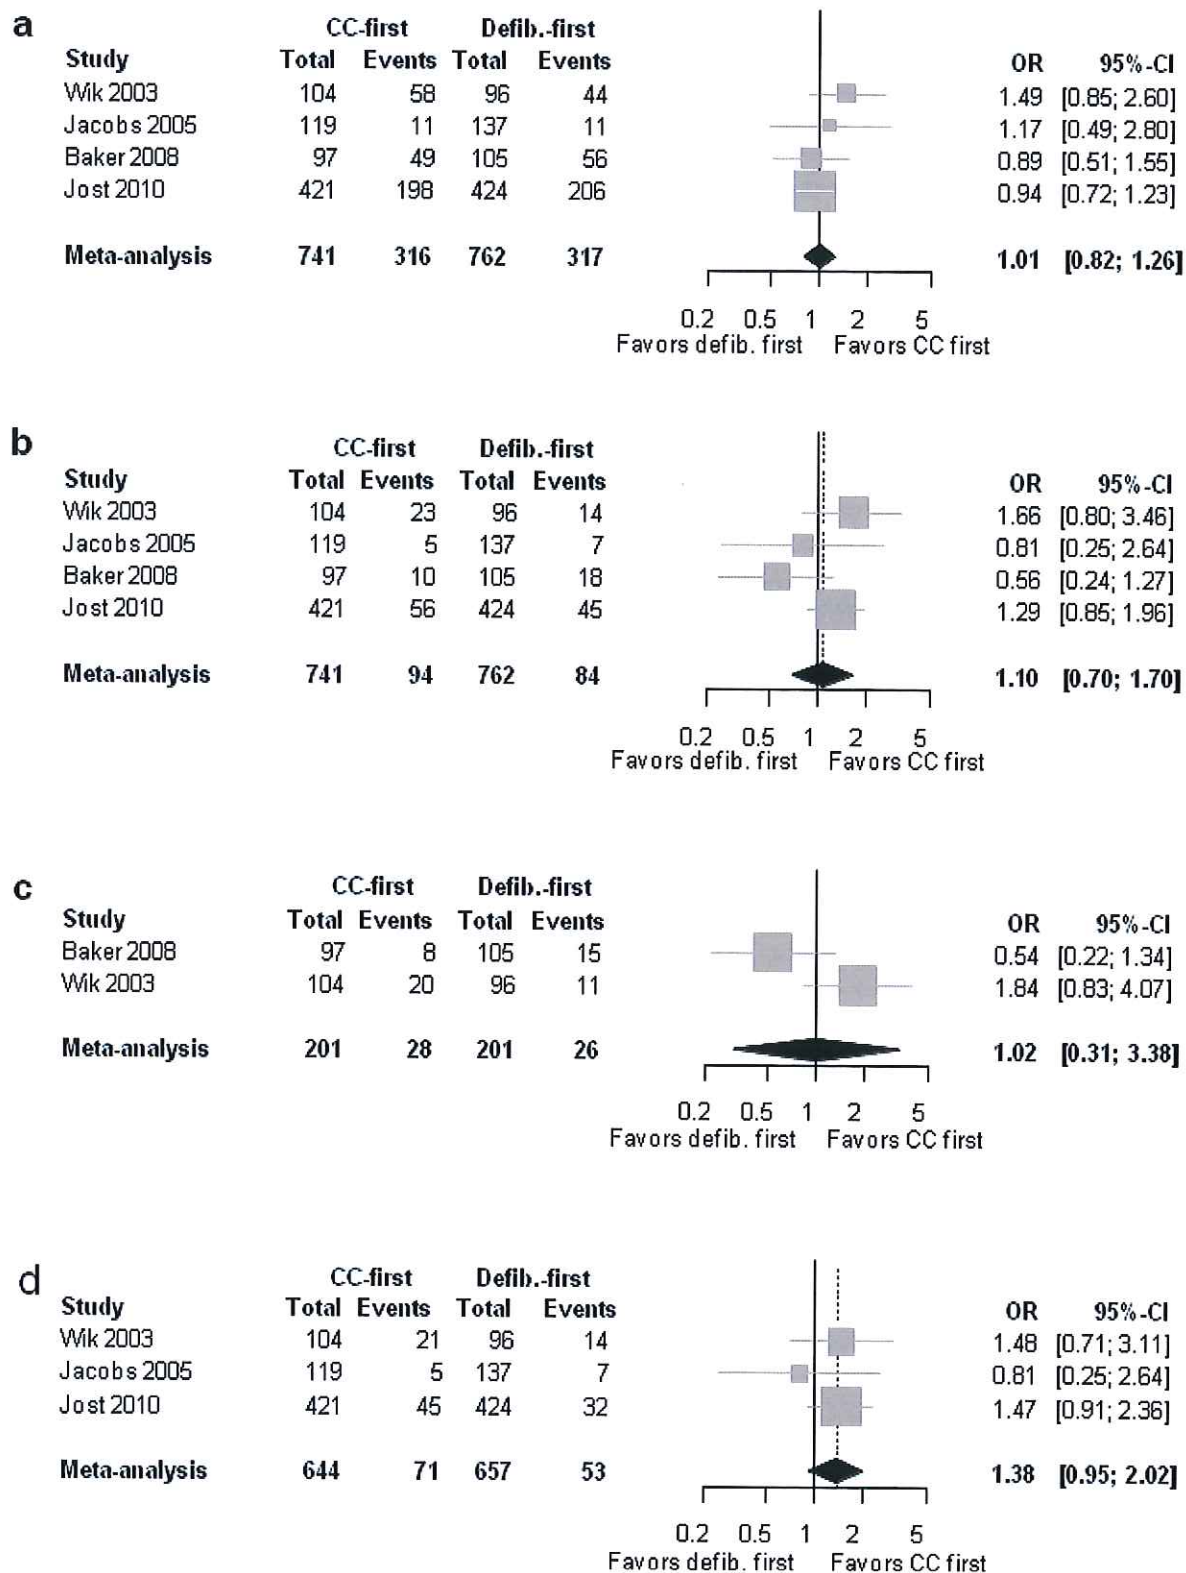 a
CC-first Defib.-first
Study Total Events Total Events OR 95%-CI
Wik 2003 104 58 96 44 1.49 [0.85; 2.60]
Jacobs 2005 119 11 137 11 1.17 [0.49; 2.80]
Baker 2008 97 49 105 56 0.89 [0.51; 1.55]
Jost 2010 421 198 424 206 0.94 [0.72; 1.23]
Meta-analysis 741 316 762 317 1.01 [0.82; 1.26]
0.2 0.5 1 2 5
Favors defib. first Favors CC first
b
CC-first Defib.-first
Study Total Events Total Events OR 95%-CI
Wik 2003 104 23 96 14 1.66 [0.80; 3.46]
Jacobs 2005 119 5 137 7 0.81 [0.25; 2.64]
Baker 2008 97 10 105 18 0.56 [0.24; 1.27]
Jost 2010 421 56 424 45 1.29 [0.85; 1.96]
Meta-analysis 741 94 762 84 1.10 [0.70; 1.70]
0.2 0.5 1 2 5
Favors defib. first Favors CC first
c
CC-first Defib.-first
Study Total Events Total Events OR 95%-CI
Baker 2008 97 8 105 15 0.54 [0.22; 1.34]
Wik 2003 104 20 96 11 1.84 [0.83; 4.07]
Meta-analysis 201 28 201 26 1.02 [0.31; 3.38]
0.2 0.5 1 2 5
Favors defib. first Favors CC first
d
CC-first Defib.-first
Study Total Events Total Events OR 95%-CI
Wik 2003 104 21 96 14 1.48 [0.71; 3.11]
Jacobs 2005 119 5 137 7 0.81 [0.25; 2.64]
Jost 2010 421 45 424 32 1.47 [0.91; 2.36]
Meta-analysis 644 71 657 53 1.38 [0.95; 2.02]
0.2 0.5 1 2 5
Favors defib. first Favors CC first